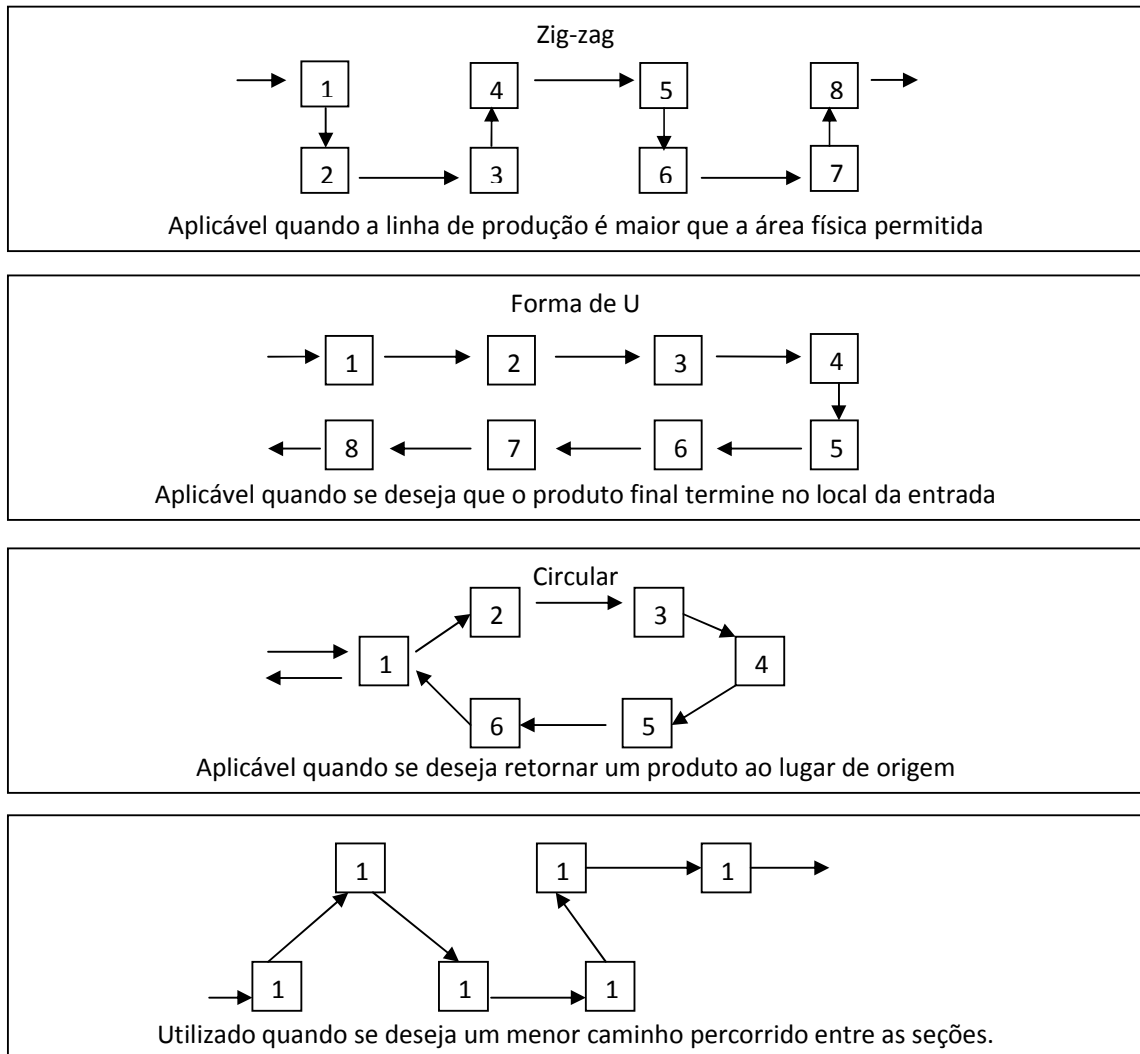 Zig-zag
1 4 5 8
2 3 6 7
Aplicável quando a linha de produção é maior que a área física permitida
Forma de U
1 2 3 4
8 7 6 5
Aplicável quando se deseja que o produto final termine no local da entrada
Circular
2 3
1 4
6 5
Aplicável quando se deseja retornar um produto ao lugar de origem
1 1 1
1 1 1
Utilizado quando se deseja um menor caminho percorrido entre as seções.